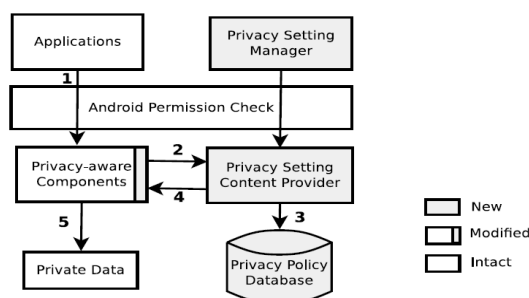 Applications
Privacy Setting
Manager
1
Android Permission Check
Privacy-aware
Components
2
4
Privacy Setting
Content Provider
5
3
Private Data
Privacy Policy
Database
New
Modified
Intact